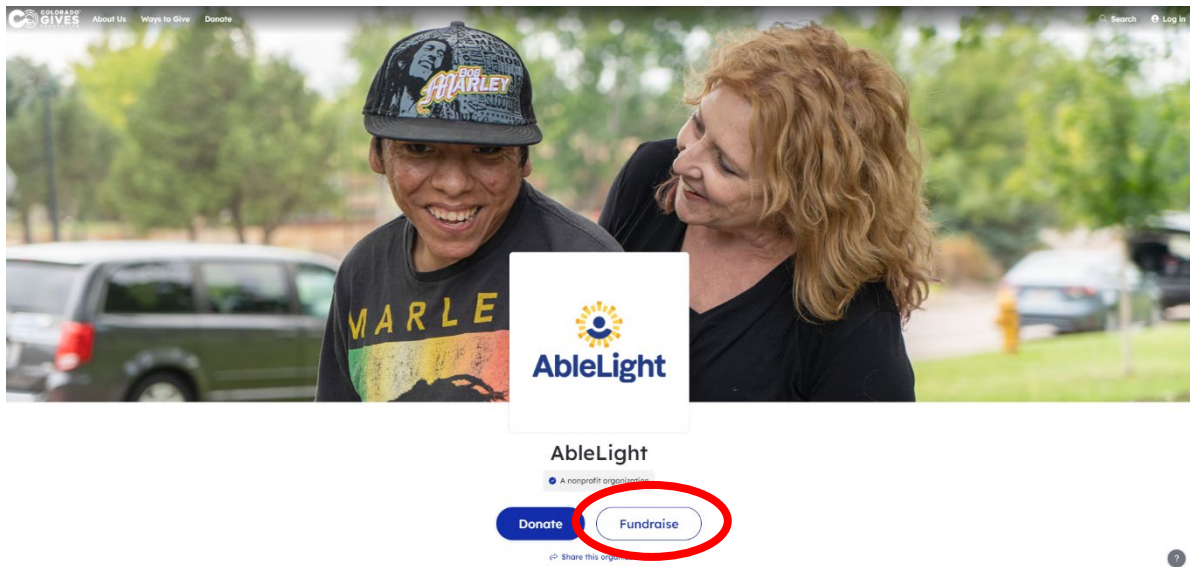 COLORADO
GIVES
About Us Ways to Give Donate
Search Log in
BOB
MARLEY
MARLE
AbleLight
AbleLight
A nonprofit organization
Donate Fundraise
Share this
?